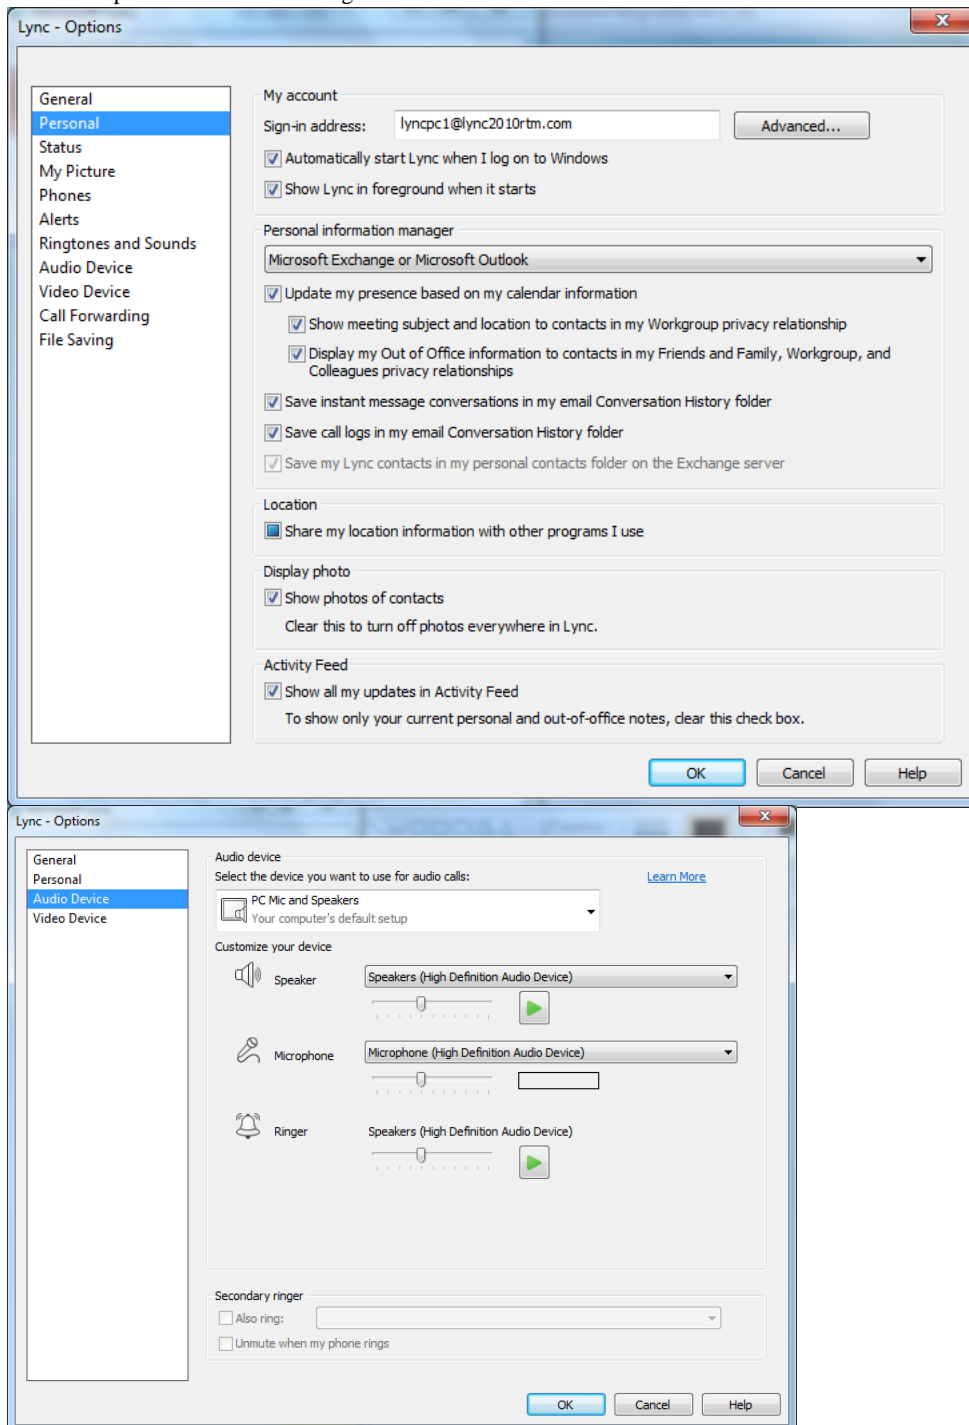 Lync - Options
General
Personal
Status
My Picture
Phones
Alerts
Ringtones and Sounds
Audio Device
Video Device
Call Forwarding
File Saving
My account
Sign-in address: lyncpc1@lync2010rtm.com Advanced...
Automatically start Lync when I log on to Windows
Show Lync in foreground when it starts
Personal information manager
Microsoft Exchange or Microsoft Outlook
Update my presence based on my calendar information
Show meeting subject and location to contacts in my Workgroup privacy relationship
Display my Out of Office information to contacts in my Friends and Family, Workgroup, and
Colleagues privacy relationships
Save instant message conversations in my email Conversation History folder
Save call logs in my email Conversation History folder
Save my Lync contacts in my personal contacts folder on the Exchange server
Location
Share my location information with other programs I use
Display photo
Show photos of contacts
Clear this to turn off photos everywhere in Lync.
Activity Feed
Show all my updates in Activity Feed
To show only your current personal and out-of-office notes, clear this check box.
OK Cancel Help
Lync - Options
General
Personal
Audio Device
Video Device
Audio device
Select the device you want to use for audio calls: Learn More
PC Mic and Speakers
Your computer's default setup
Customize your device
Speaker Speakers (High Definition Audio Device)
Microphone Microphone (High Definition Audio Device)
Ringer Speakers (High Definition Audio Device)
Secondary ringer
Also ring:
Unmute when my phone rings
OK Cancel Help